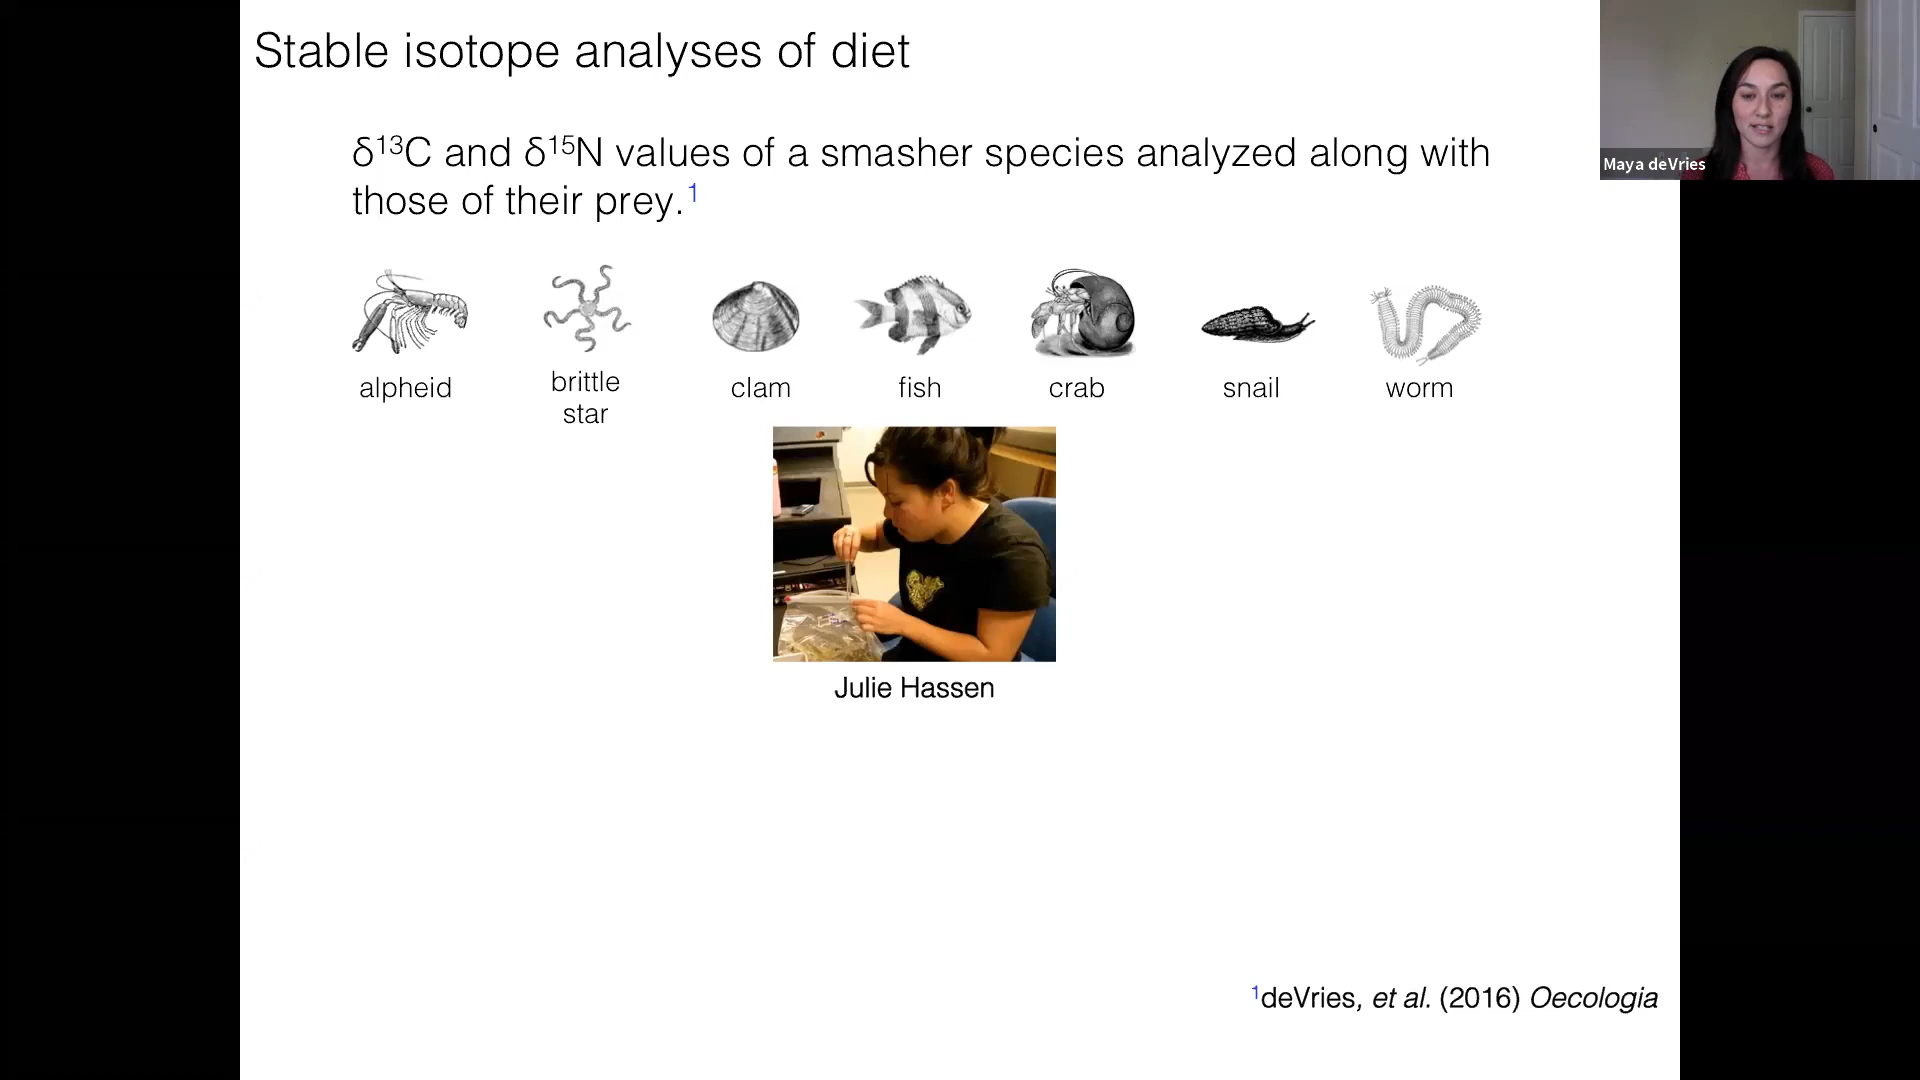 Stable isotope analyses of diet
δ¹³C and δ¹⁵N values of a smasher species analyzed along with
those of their prey.¹
alpheid
brittle
star
clam
fish
crab
snail
worm
Julie Hassen
¹deVries, et al. (2016) Oecologia
Maya deVries